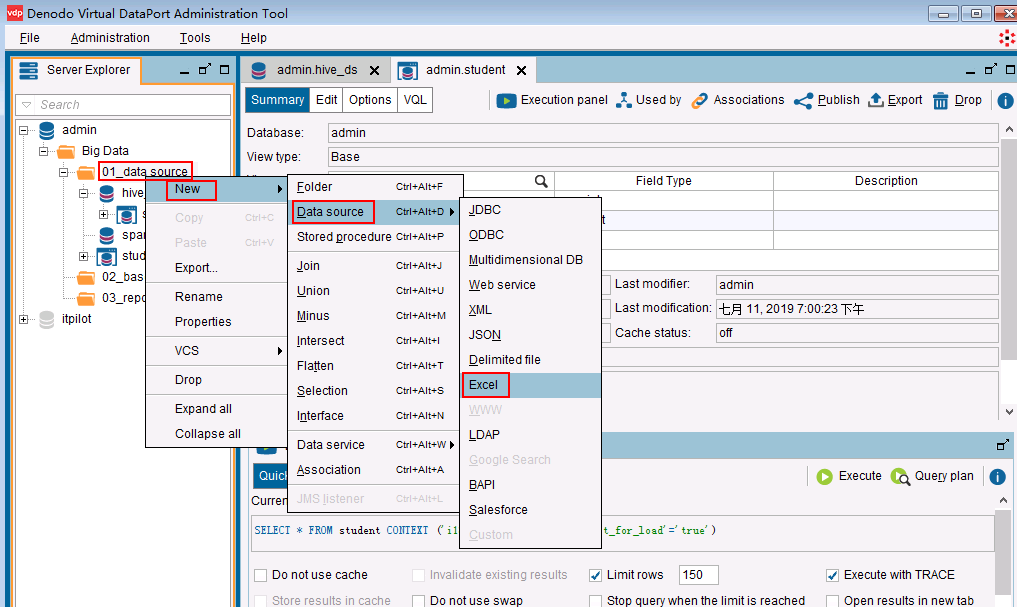 vdp Denodo Virtual DataPort Administration Tool
File Administration Tools Help
Server Explorer
Search
admin
Big Data
01_data source
hive_
spar
stud
02_bas
03_repo
itpilot
New
Copy Ctrl+C
Paste Ctrl+V
Export...
Rename
Properties
VCS
Drop
Expand all
Collapse all
Folder Ctrl+Alt+F
Data source Ctrl+Alt+D
Stored procedure Ctrl+Alt+P
Join Ctrl+Alt+J
Union Ctrl+Alt+U
Minus Ctrl+Alt+M
Intersect Ctrl+Alt+I
Flatten Ctrl+Alt+T
Selection Ctrl+Alt+S
Interface Ctrl+Alt+N
Data service Ctrl+Alt+W
Association Ctrl+Alt+A
JMS listener Ctrl+Alt+L
JDBC
ODBC
Multidimensional DB
Web service
XML
JSON
Delimited file
Excel
WWW
LDAP
Google Search
BAPI
Salesforce
Custom
admin.hive_ds admin.student
Summary Edit Options VQL Execution panel Used by Associations Publish Export Drop
Database: admin
View type: Base
Field Type Description
Last modifier: admin
Last modification: 七月 11, 2019 7:00:23 下午
Cache status: off
Quick
Execute Query plan
Curren
SELECT * FROM student CONTEXT ('i1 t_for_load'='true')
Do not use cache Invalidate existing results Limit rows 150 Execute with TRACE
Store results in cache Do not use swap Stop query when the limit is reached Open results in new tab